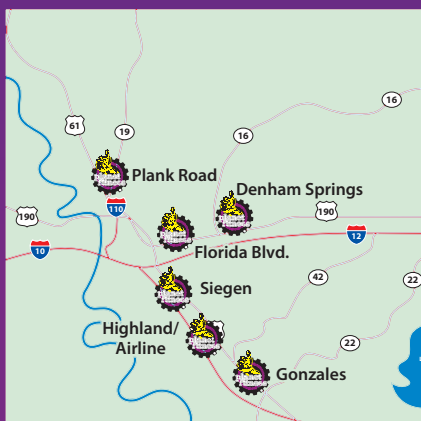 16
61
19
16
Plank Road
Denham Springs
190
110
190
12
10
Florida Blvd.
42
22
Siegen
Highland/
Airline
22
Gonzales